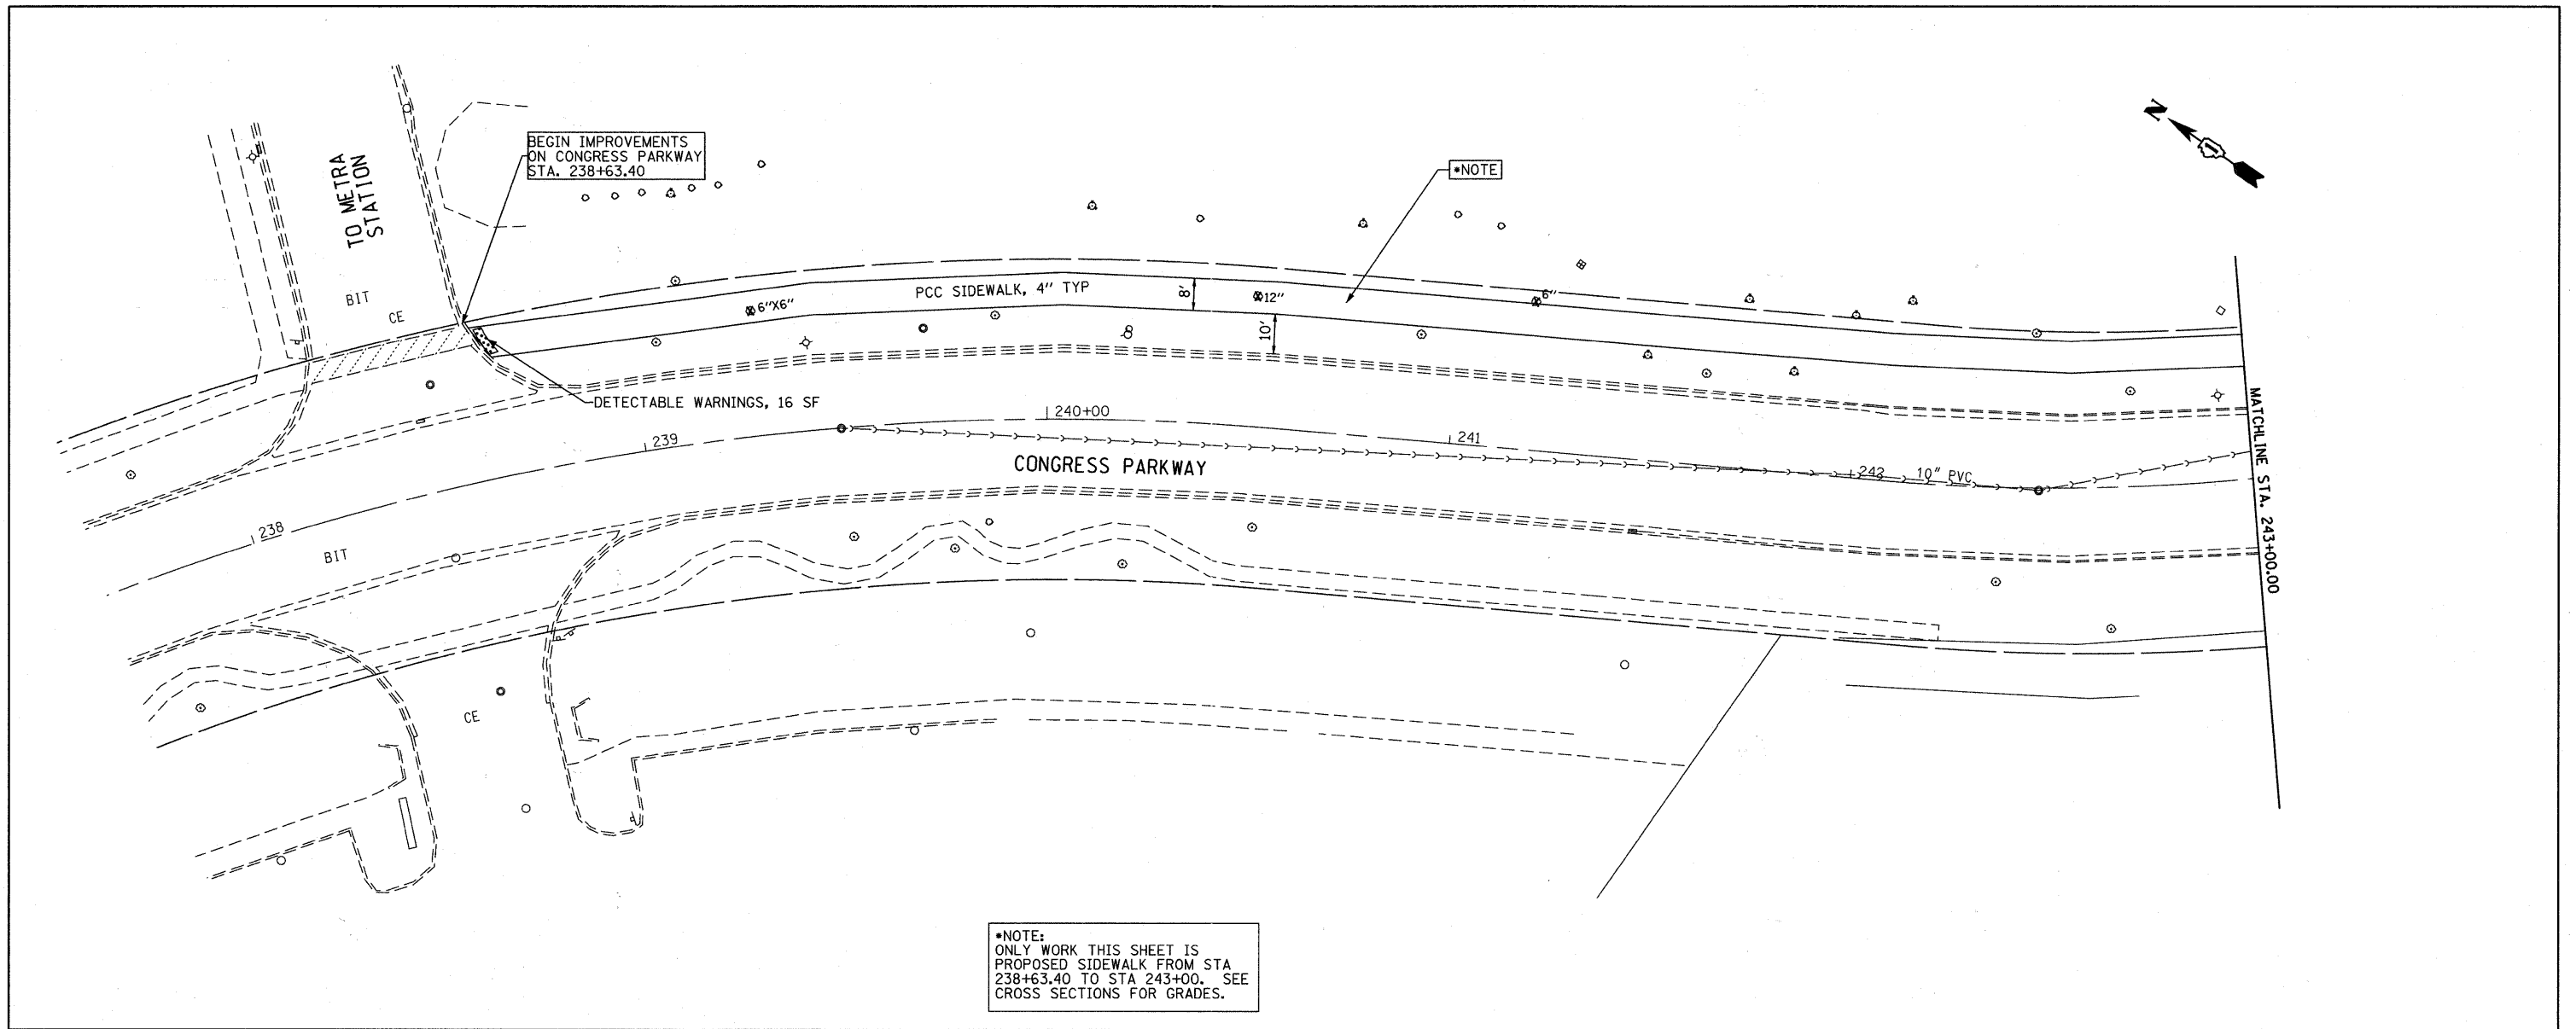 N
BEGIN IMPROVEMENTS
ON CONGRESS PARKWAY
STA. 238+63.40
TO METRA
STATION
*NOTE
BIT
CE
6"X6"
PCC SIDEWALK, 4" TYP
8'
12"
6"
10'
DETECTABLE WARNINGS, 16 SF
238
239
240+00
241
242
10" PVC
CONGRESS PARKWAY
MATCHLINE STA. 243+00.00
BIT
CE
*NOTE:
ONLY WORK THIS SHEET IS
PROPOSED SIDEWALK FROM STA
238+63.40 TO STA 243+00. SEE
CROSS SECTIONS FOR GRADES.